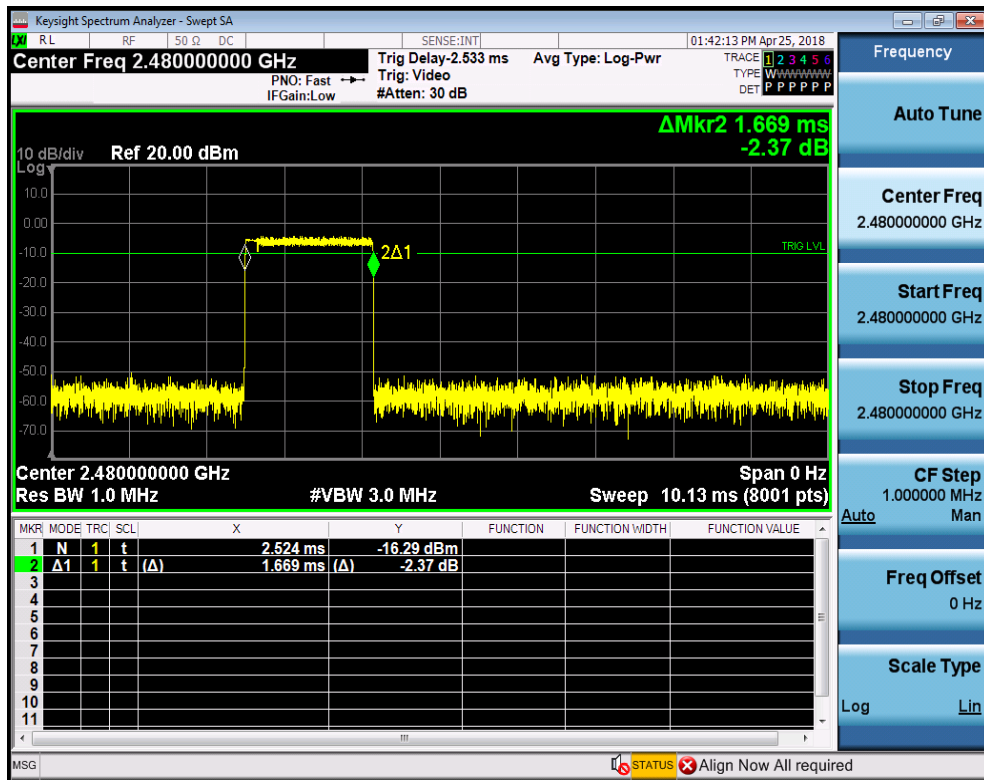 Keysight Spectrum Analyzer - Swept SA
LXI RL RF 50 Ω DC SENSE:INT 01:42:13 PM Apr 25, 2018
Center Freq 2.480000000 GHz
PNO: Fast
IFGain:Low
Trig Delay-2.533 ms
Trig: Video
#Atten: 30 dB
Avg Type: Log-Pwr
TRACE 1 2 3 4 5 6
TYPE WWWWWW
DET P P P P P P
ΔMkr2 1.669 ms
-2.37 dB
10 dB/div Ref 20.00 dBm
Log
10.0
0.00
-10.0
-20.0
-30.0
-40.0
-50.0
-60.0
-70.0
2Δ1
TRIG LVL
Center 2.480000000 GHz Span 0 Hz
Res BW 1.0 MHz #VBW 3.0 MHz Sweep 10.13 ms (8001 pts)
MKR MODE TRC SCL X Y FUNCTION FUNCTION WIDTH FUNCTION VALUE
1 N 1 t 2.524 ms -16.29 dBm
2 Δ1 1 t (Δ) 1.669 ms (Δ) -2.37 dB
3
4
5
6
7
8
9
10
11
MSG STATUS Align Now All required
Frequency
Auto Tune
Center Freq
2.480000000 GHz
Start Freq
2.480000000 GHz
Stop Freq
2.480000000 GHz
CF Step
1.000000 MHz
Auto Man
Freq Offset
0 Hz
Scale Type
Log Lin